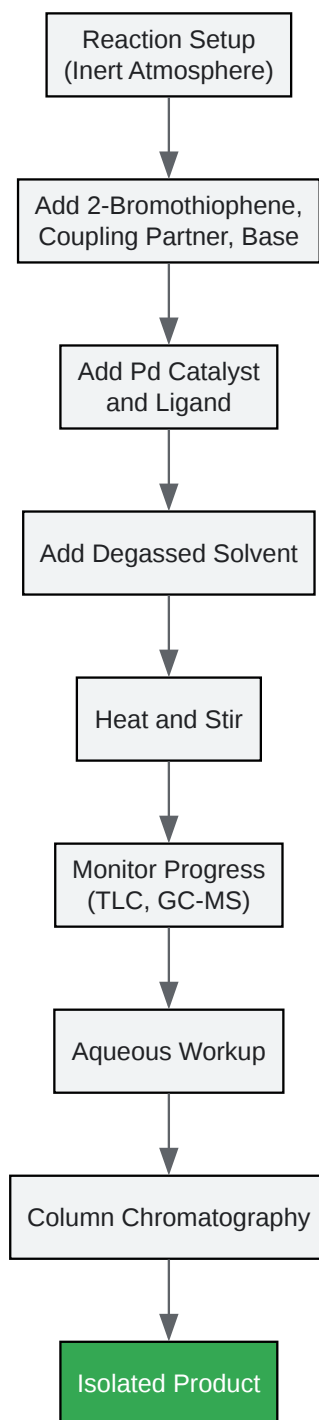 Reaction Setup
(Inert Atmosphere)
Add 2-Bromothiophene,
Coupling Partner, Base
Add Pd Catalyst
and Ligand
Add Degassed Solvent
Heat and Stir
Monitor Progress
(TLC, GC-MS)
Aqueous Workup
Column Chromatography
Isolated Product